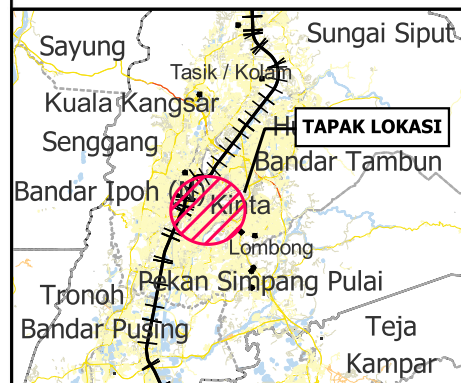 Sungai Siput
Sayung
Tasik / Kolam
Kuala Kangsar
H
TAPAK LOKASI
Senggang
Bandar Tambun
Bandar Ipoh (N)
Kinta
Lombong
Pekan Simpang Pulai
Tronoh
Bandar Pusing
Teja
Kampar